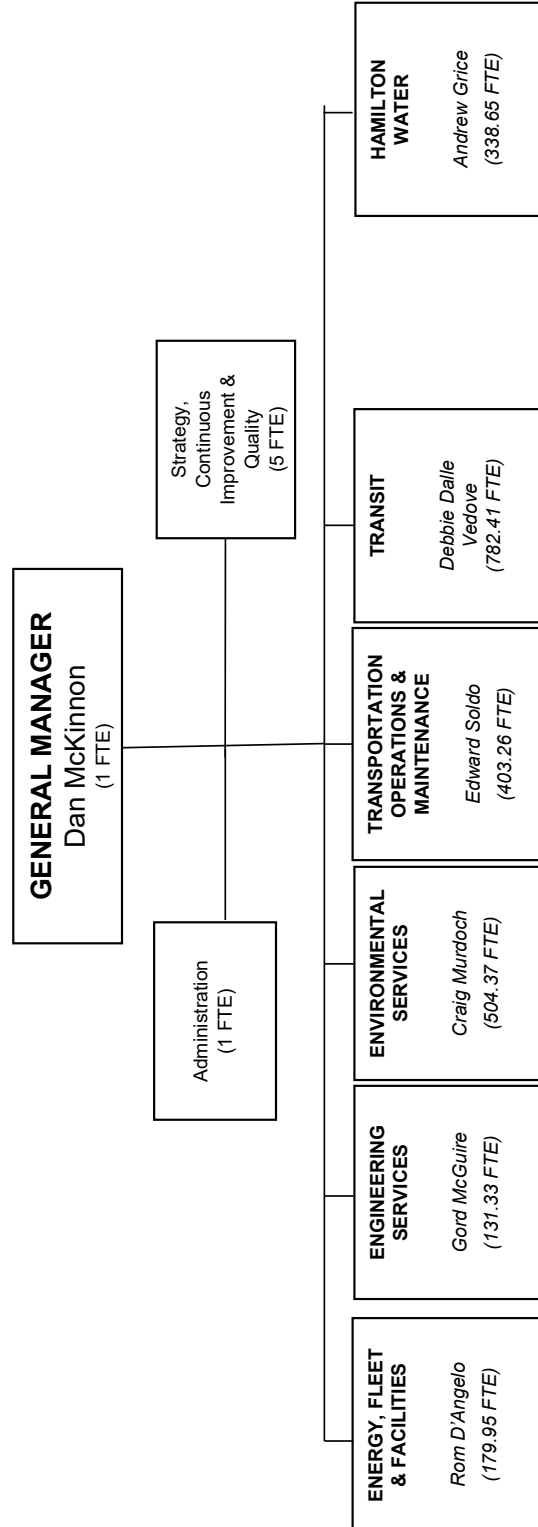 GENERAL MANAGER
Dan McKinnon
(1 FTE)
Administration
(1 FTE)
Strategy,
Continuous
Improvement &
Quality
(5 FTE)
ENERGY, FLEET
& FACILITIES
Rom D’Angelo
(179.95 FTE)
ENGINEERING
SERVICES
Gord McGuire
(131.33 FTE)
ENVIRONMENTAL
SERVICES
Craig Murdoch
(504.37 FTE)
TRANSPORTATION
OPERATIONS &
MAINTENANCE
Edward Soldo
(403.26 FTE)
TRANSIT
Debbie Dalle
Vedove
(782.41 FTE)
HAMILTON
WATER
Andrew Grice
(338.65 FTE)